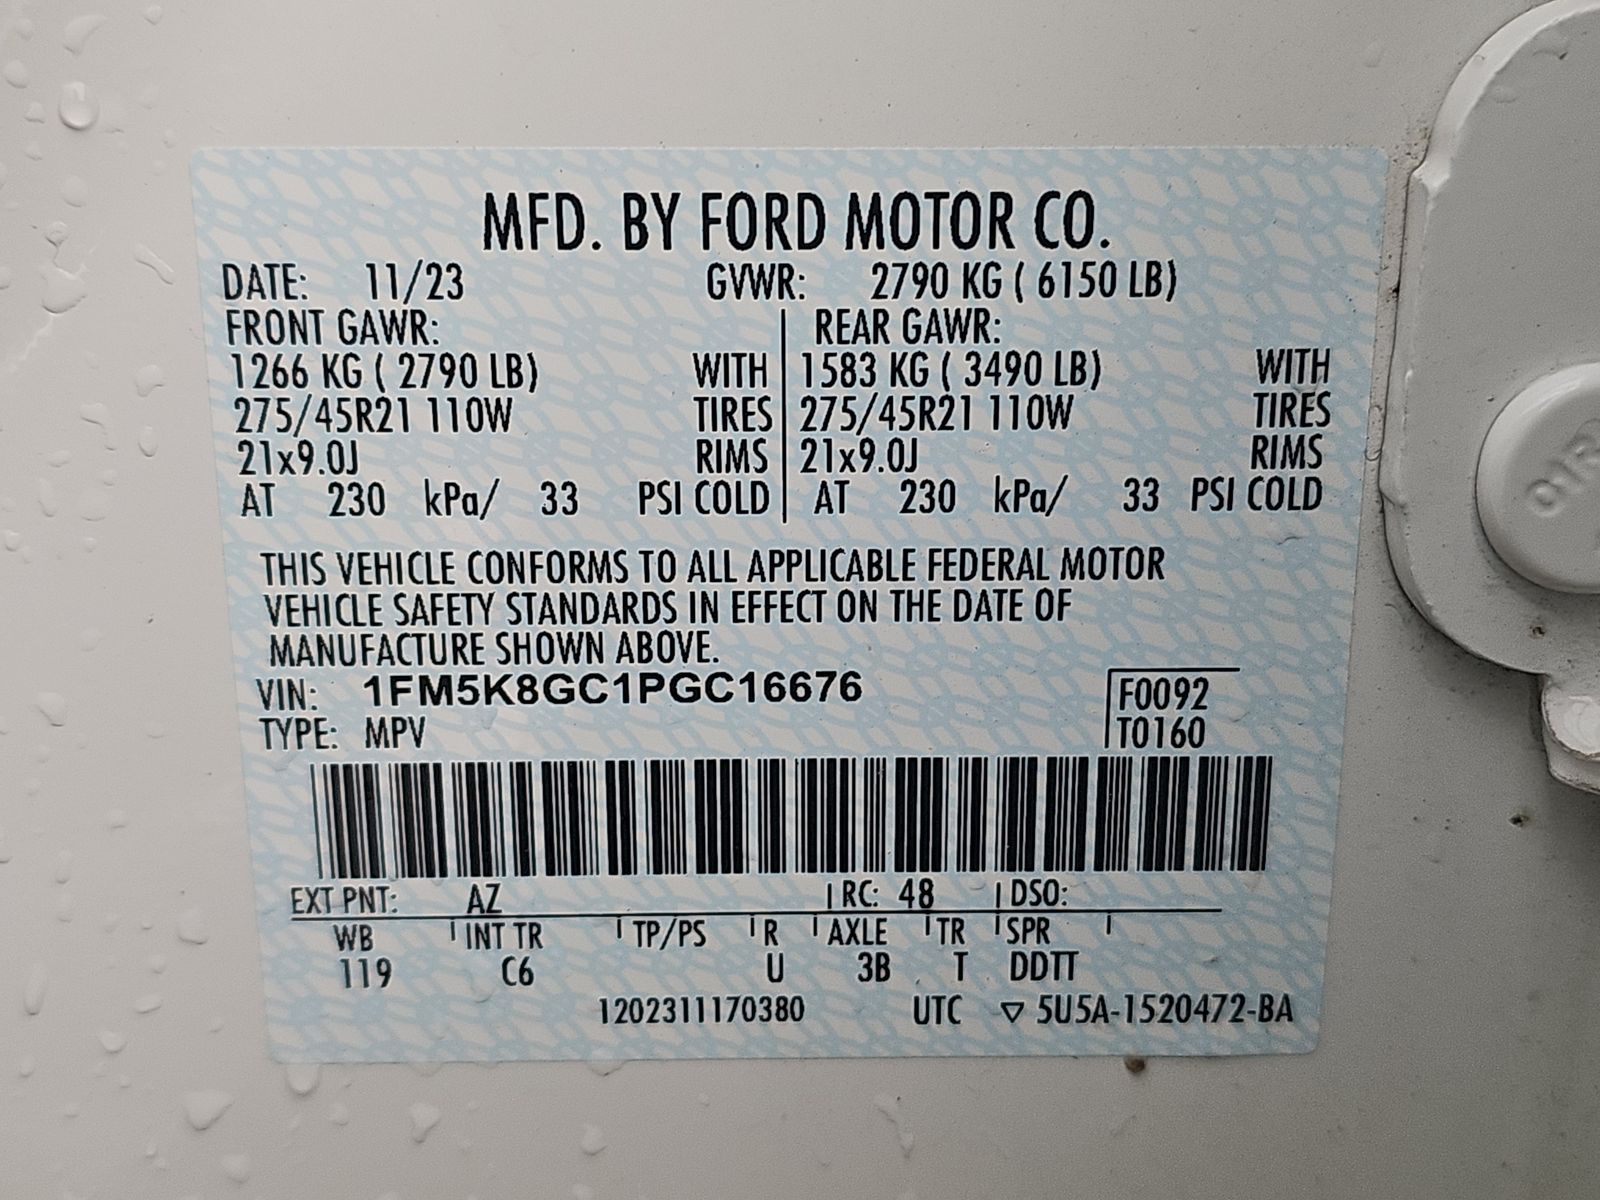 MFD. BY FORD MOTOR CO.
DATE: 11/23 GVWR: 2790 KG ( 6150 LB)
FRONT GAWR: REAR GAWR:
1266 KG ( 2790 LB) WITH 1583 KG ( 3490 LB) WITH
275/45R21 110W TIRES 275/45R21 110W TIRES
21x9.0J RIMS 21x9.0J RIMS
AT 230 kPa/ 33 PSI COLD AT 230 kPa/ 33 PSI COLD
THIS VEHICLE CONFORMS TO ALL APPLICABLE FEDERAL MOTOR
VEHICLE SAFETY STANDARDS IN EFFECT ON THE DATE OF
MANUFACTURE SHOWN ABOVE.
VIN: 1FM5K8GC1PGC16676 F0092
TYPE: MPV T0160
EXT PNT: AZ RC: 48 DSO:
WB INT TR TP/PS R AXLE TR SPR
119 C6 U 3B T DDTT
1202311170380 UTC ▽ 5U5A-1520472-BA